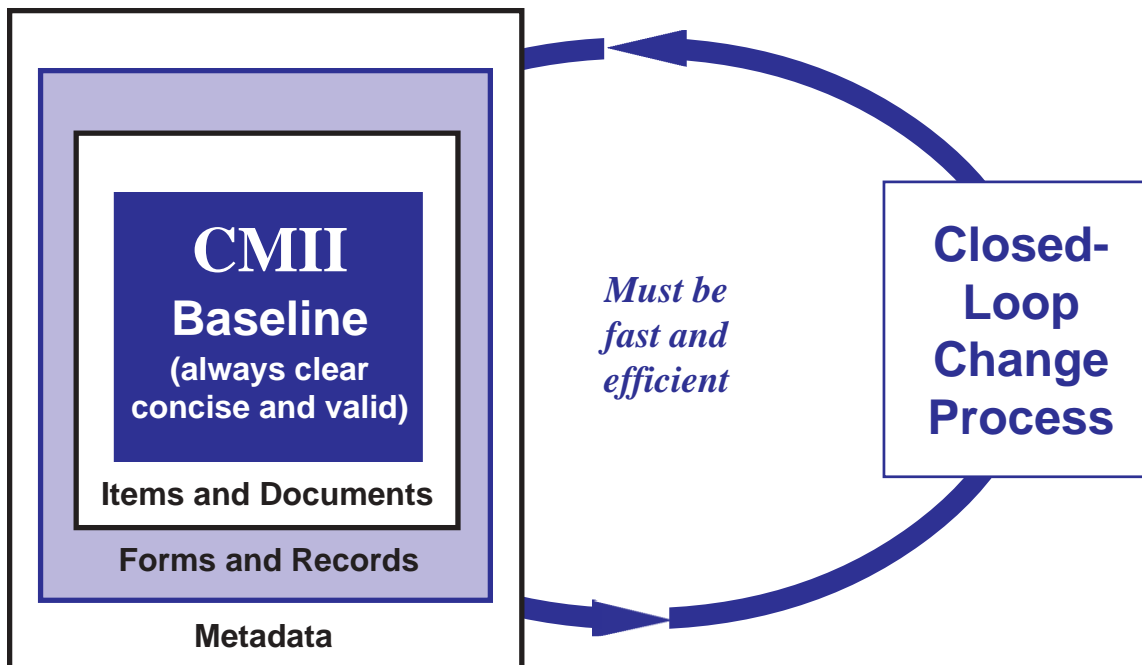 CMII
Baseline
(always clear
concise and valid)
Items and Documents
Forms and Records
Metadata
Must be
fast and
efficient
Closed-
Loop
Change
Process